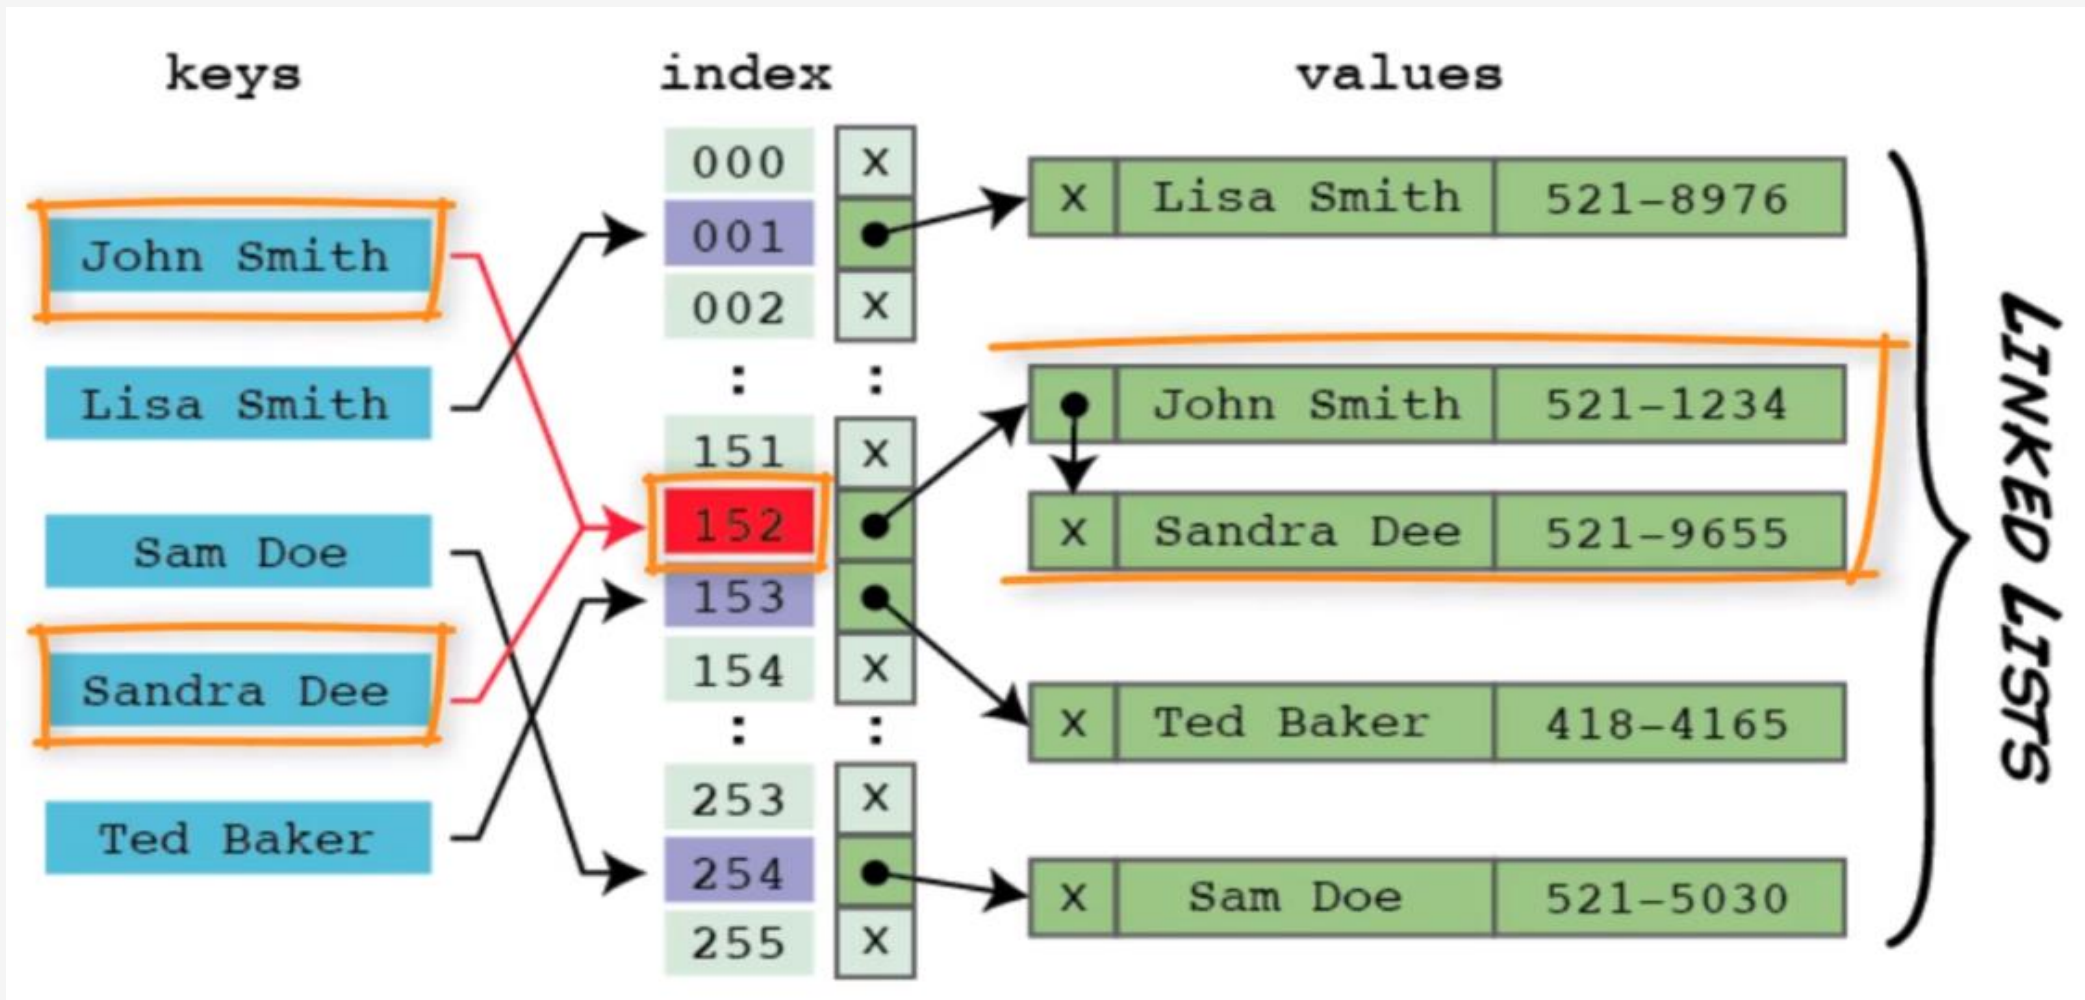 keys
index
values
John Smith
Lisa Smith
Sam Doe
Sandra Dee
Ted Baker
000 x
001
002 x
: :
151 x
152
153
154 x
: :
253 x
254
255 x
x Lisa Smith 521-8976
John Smith 521-1234
x Sandra Dee 521-9655
x Ted Baker 418-4165
x Sam Doe 521-5030
LINKED LISTS